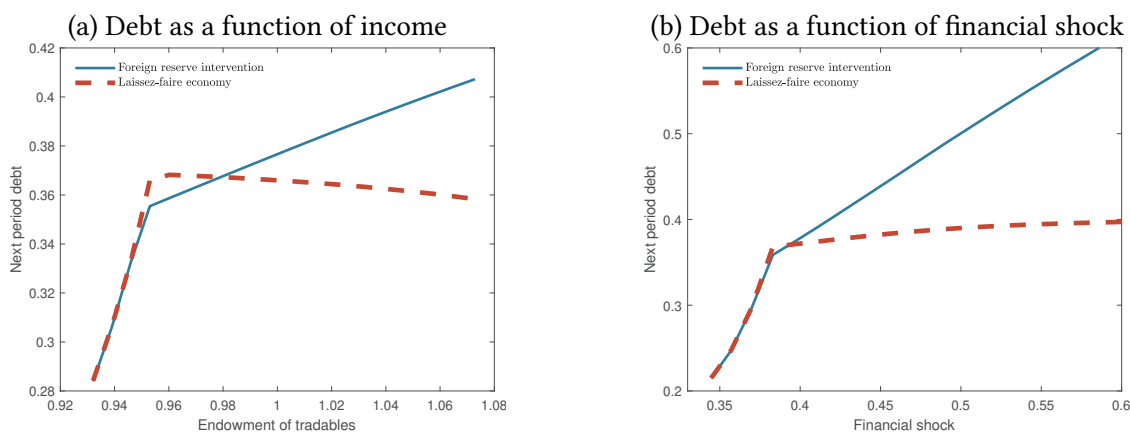 (a) Debt as a function of income
0.42
0.4
0.38
0.36
0.34
0.32
0.3
0.28
Next period debt
Foreign reserve intervention
Laissez-faire economy
0.92 0.94 0.96 0.98 1 1.02 1.04 1.06 1.08
Endowment of tradables
(b) Debt as a function of financial shock
0.6
0.5
0.4
0.3
0.2
Next period debt
Foreign reserve intervention
Laissez-faire economy
0.35 0.4 0.45 0.5 0.55 0.6
Financial shock